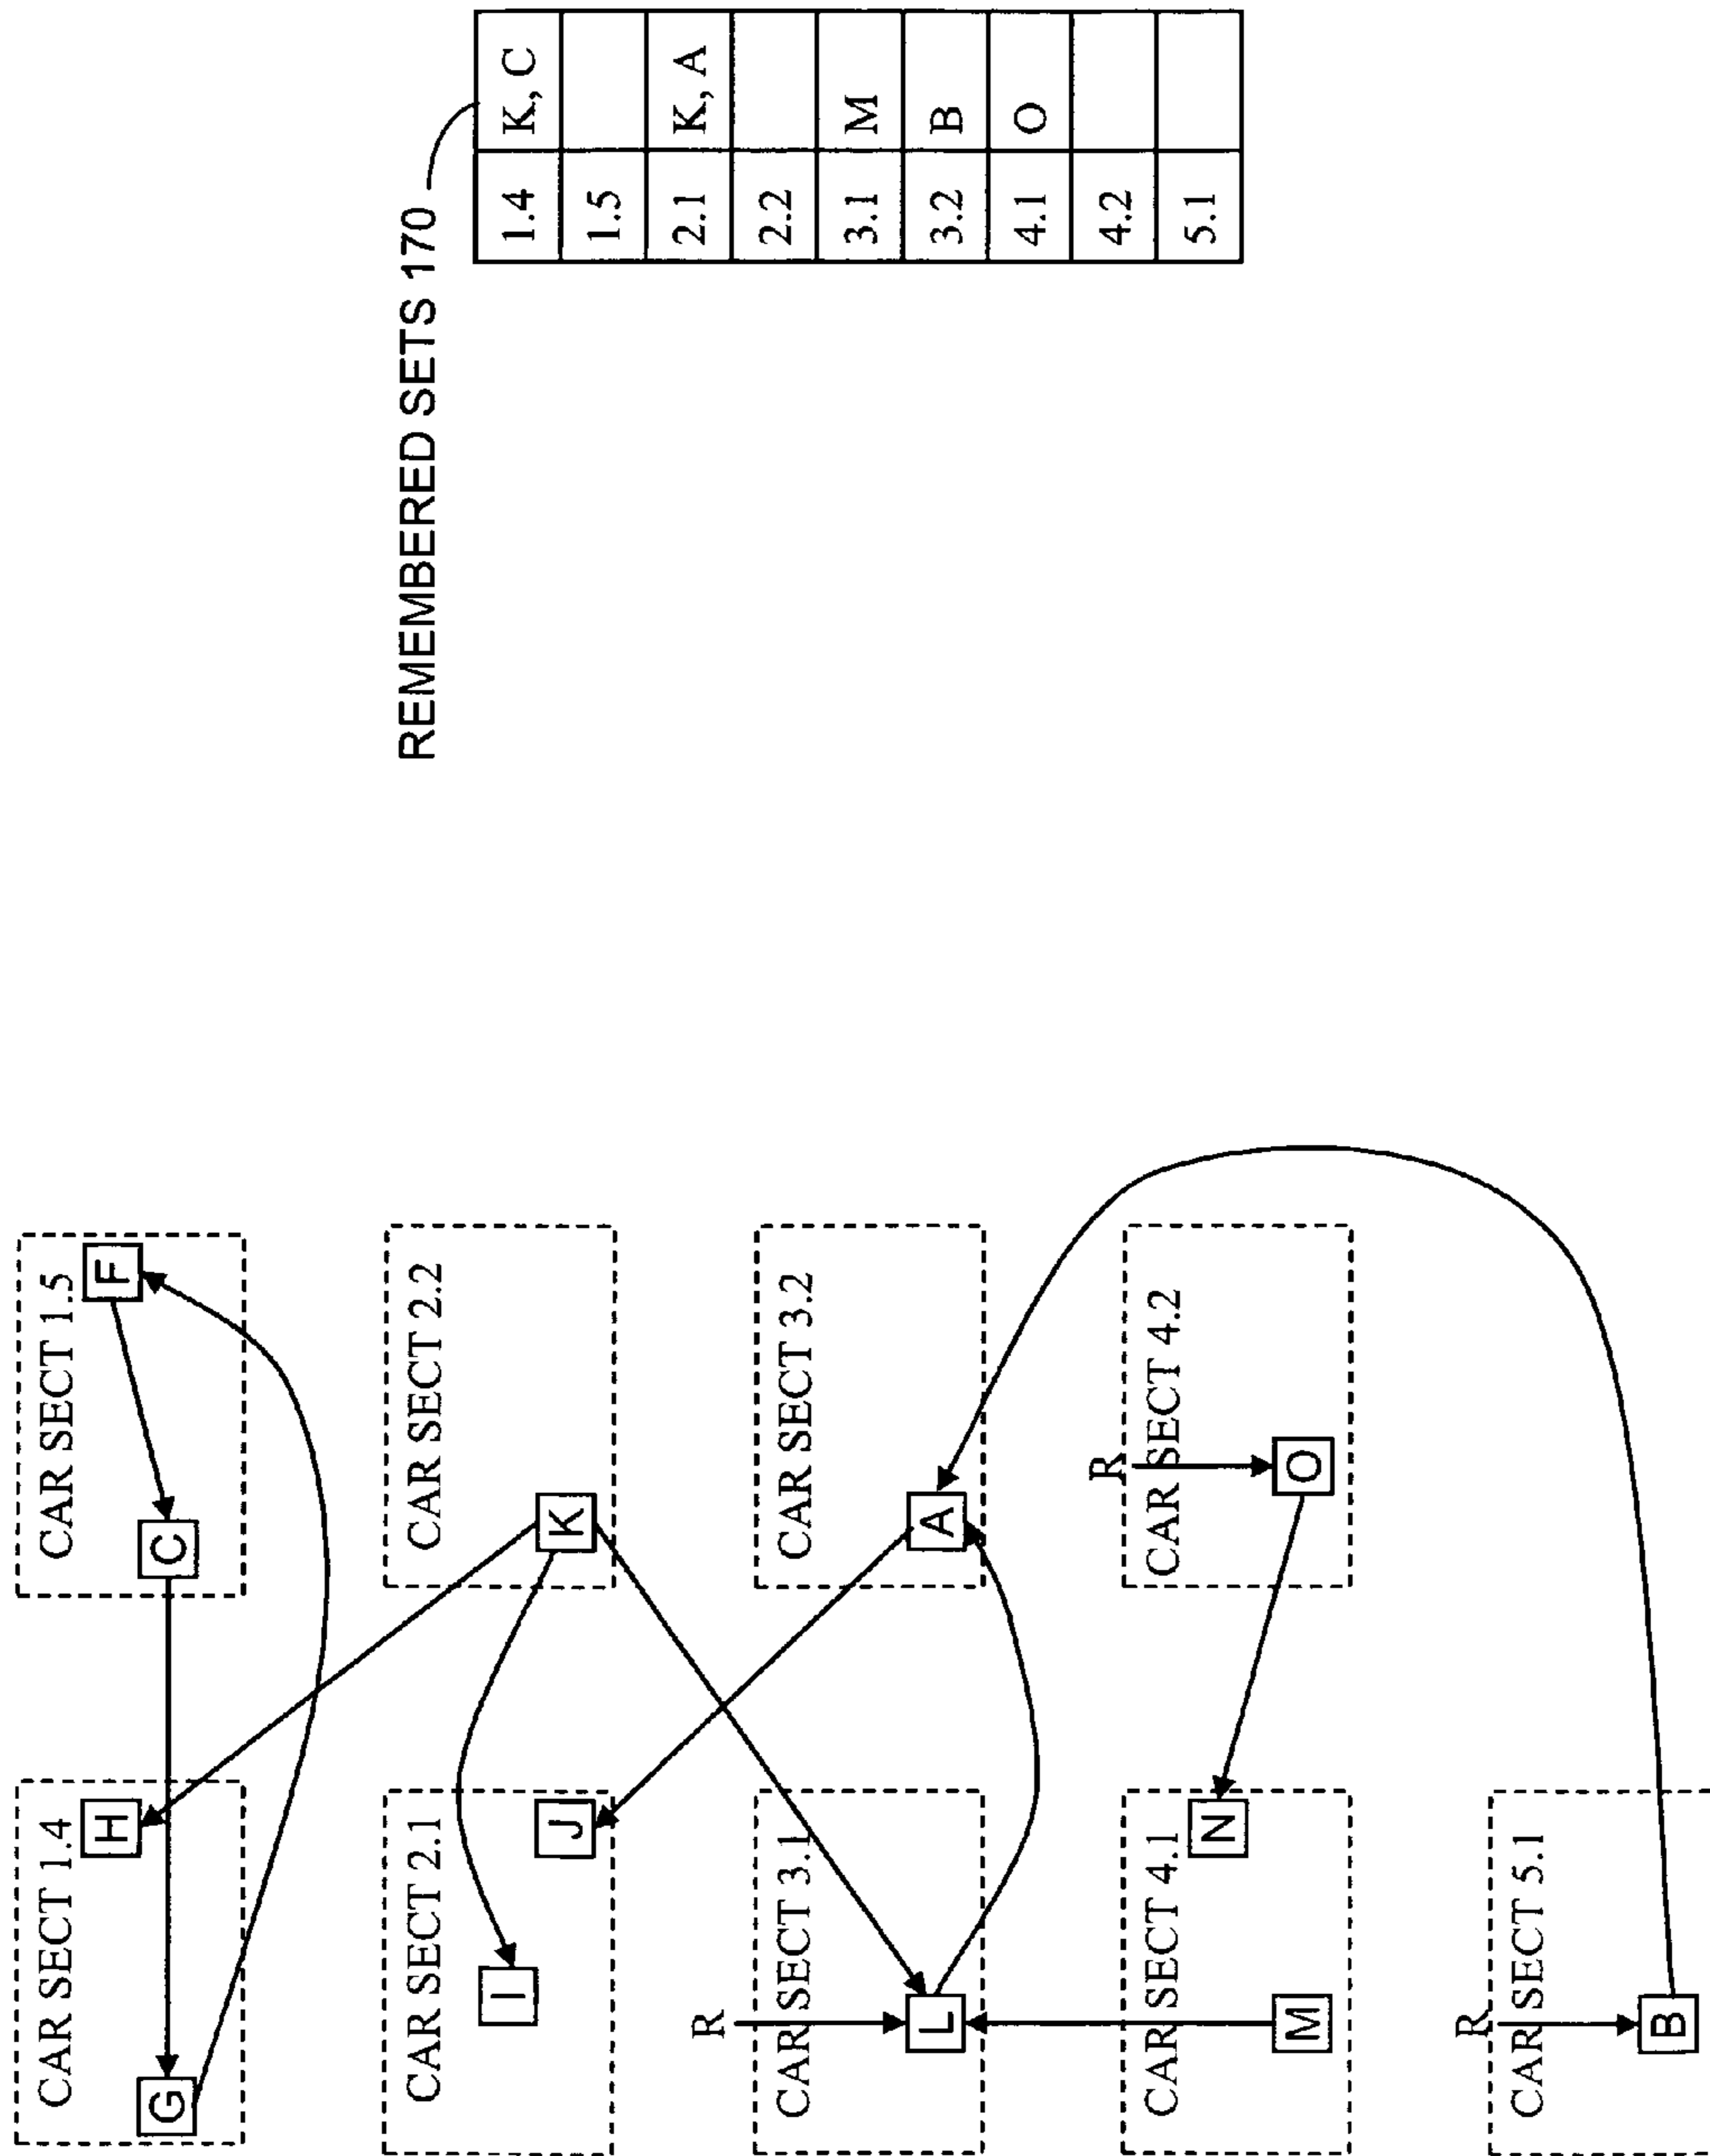 CAR SECT 1.4
G
H
CAR SECT 1.5
C
F
CAR SECT 2.1
I
J
CAR SECT 2.2
K
R
CAR SECT 3.1
L
CAR SECT 3.2
A
CAR SECT 4.1
M
N
R
CAR SECT 4.2
O
R
CAR SECT 5.1
B
REMEMBERED SETS 170
1.4 K, C
1.5
2.1 K, A
2.2
3.1 M
3.2 B
4.1 O
4.2
5.1